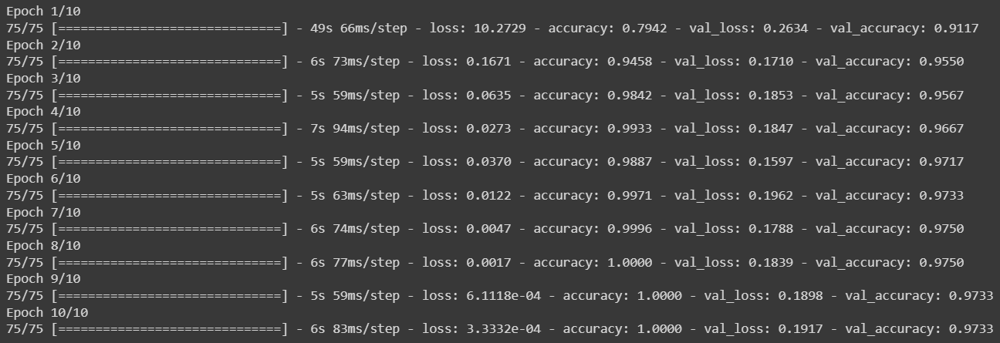 Epoch 1/10
75/75 [==============================] - 49s 66ms/step - loss: 10.2729 - accuracy: 0.7942 - val_loss: 0.2634 - val_accuracy: 0.9117
Epoch 2/10
75/75 [==============================] - 6s 73ms/step - loss: 0.1671 - accuracy: 0.9458 - val_loss: 0.1710 - val_accuracy: 0.9550
Epoch 3/10
75/75 [==============================] - 5s 59ms/step - loss: 0.0635 - accuracy: 0.9842 - val_loss: 0.1853 - val_accuracy: 0.9567
Epoch 4/10
75/75 [==============================] - 7s 94ms/step - loss: 0.0273 - accuracy: 0.9933 - val_loss: 0.1847 - val_accuracy: 0.9667
Epoch 5/10
75/75 [==============================] - 5s 59ms/step - loss: 0.0370 - accuracy: 0.9887 - val_loss: 0.1597 - val_accuracy: 0.9717
Epoch 6/10
75/75 [==============================] - 5s 63ms/step - loss: 0.0122 - accuracy: 0.9971 - val_loss: 0.1962 - val_accuracy: 0.9733
Epoch 7/10
75/75 [==============================] - 6s 74ms/step - loss: 0.0047 - accuracy: 0.9996 - val_loss: 0.1788 - val_accuracy: 0.9750
Epoch 8/10
75/75 [==============================] - 6s 77ms/step - loss: 0.0017 - accuracy: 1.0000 - val_loss: 0.1839 - val_accuracy: 0.9750
Epoch 9/10
75/75 [==============================] - 5s 59ms/step - loss: 6.1118e-04 - accuracy: 1.0000 - val_loss: 0.1898 - val_accuracy: 0.9733
Epoch 10/10
75/75 [==============================] - 6s 83ms/step - loss: 3.3332e-04 - accuracy: 1.0000 - val_loss: 0.1917 - val_accuracy: 0.9733